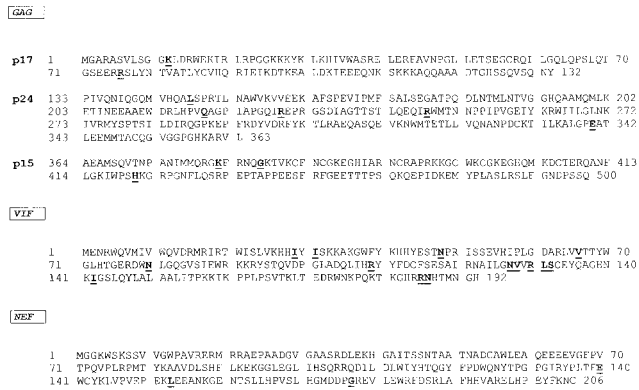 GAG
p17 1 MGARASVLSG GKLDRWEKIR LRPGGKKKYK LKHIVWASRE LERFAVNPGL LETSEGCRQI LGQLQPSLQT 70
71 GSEERRSLYN TVATLYCVHQ RIEIKDTKEA LDKIEEEQNK SKKKAQQAAA DTGHSSQVSQ NY 132
p24 133 PIVQNIQGQM VHQALSPRTL NAWVKVVEEK AFSPEVIPMF SALSEGATPQ DLNTMLNTVG GHQAAMQMLK 202
203 ETINEEAAEW DRLHPVQAGP IAPGQIREPR GSDIAGTTST LQEQIRWMTN NPPIPVGEIY KRWIILGLNK 272
273 IVRMYSPTSI LDIRQGPKEP FRDYVDRFYK TLRAEQASQE VKNWMTETLL VQNANPDCKT ILKALGPEAT 342
343 LEEMMTACQG VGGPGHKARV L 363
p15 364 AEAMSQVTNP ANIMMQRGKF RNQGKTVKCF NCGKEGHIAR NCRAPRKKGC WKCGKEGHQM KDCTERQANF 413
414 LGKIWPSHKG RPGNFLQSRP EPTAPPEESF RFGEETTTPS QKQEPIDKEM YPLASLRSLF GNDPSSQ 500
VIF
1 MENRWQVMIV WQVDRMRIRT WISLVKHHIY ISKKAKGWFY KHHYESTNPR ISSEVHIPLG DARLVVTTYW 70
71 GLHTGERDWN LGQGVSIEWR KKRYSTQVDP GLADQLIHRY YFDCFSESAI RNAILGNVVR LSCEYQAGHN 140
141 KIGSLQYLAL AALITPKKIK PPLPSVTKLT EDRWNKPQKT KGHRRNHTMN GH 192
NEF
1 MGGKWSKSSV VGWPAVRERM RRAEPAADGV GAASRDLEKH GAITSSNTAA TNADCAWLEA QEEEEVGFPV 70
71 TPQVPLRPMT YKAAVDLSHF LKEKGGLEGL IHSQRRQDIL DLWIYHTQGY FPDWQNYTPG PGIRYPLTFE 140
141 WCYKLVPVEP EKLEEANKGE NTSLLHPVSL HGMDDPGREV LEWRFDSRLA FHHVARELHP EYFKNC 206